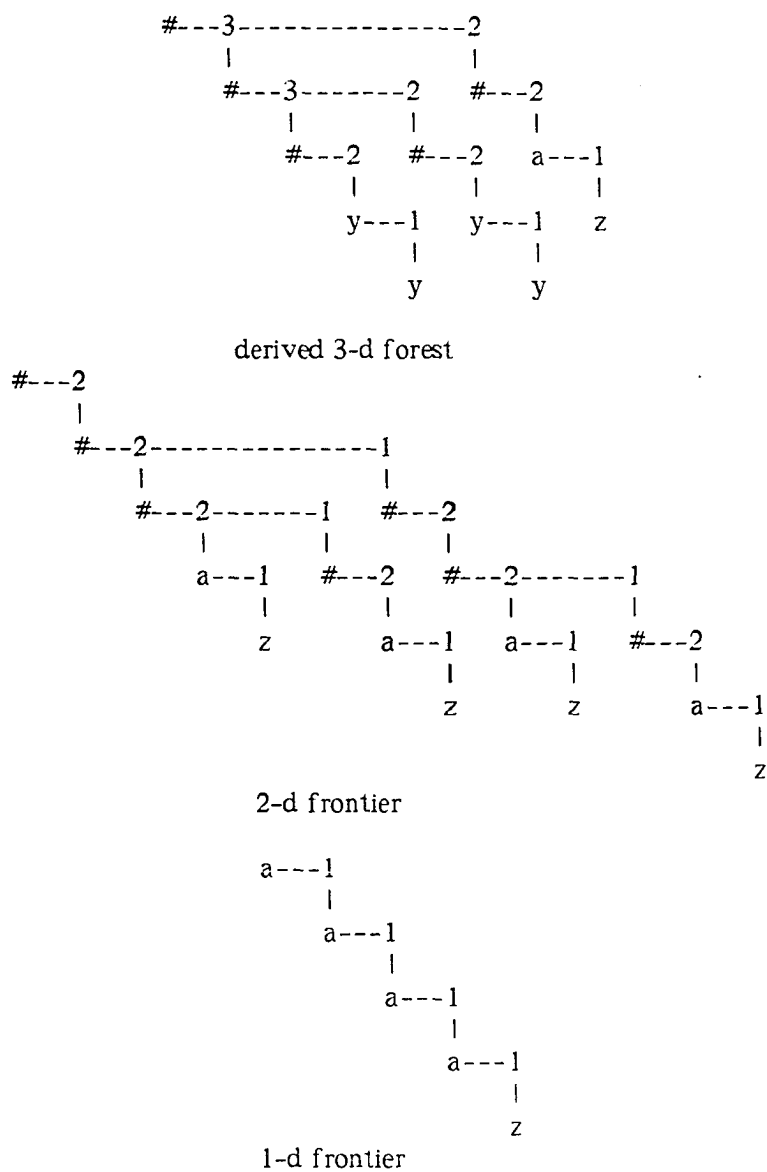 #---3----------------2
| |
#---3--------2 #---2
| | |
#---2 #---2 a---1
| | |
y---1 y---1 z
| |
y y
derived 3-d forest
#---2
|
#---2----------------1
| |
#---2--------1 #---2
| | |
a---1 #---2 #---2--------1
| | | |
z a---1 a---1 #---2
| | |
z z a---1
|
z
2-d frontier
a---1
|
a---1
|
a---1
|
a---1
|
z
1-d frontier